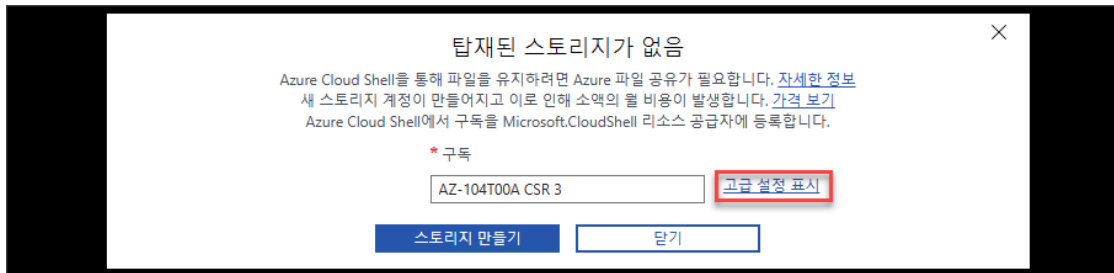 탑재된 스토리지가 없음
Azure Cloud Shell을 통해 파일을 유지하려면 Azure 파일 공유가 필요합니다. 자세한 정보
새 스토리지 계정이 만들어지고 이로 인해 소액의 월 비용이 발생합니다. 가격 보기
Azure Cloud Shell에서 구독을 Microsoft.CloudShell 리소스 공급자에 등록합니다.
* 구독
AZ-104T00A CSR 3 고급 설정 표시
스토리지 만들기 닫기